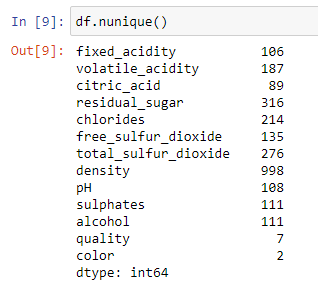 In [9]: df.nunique()
Out[9]: fixed_acidity 106
volatile_acidity 187
citric_acid 89
residual_sugar 316
chlorides 214
free_sulfur_dioxide 135
total_sulfur_dioxide 276
density 998
pH 108
sulphates 111
alcohol 111
quality 7
color 2
dtype: int64